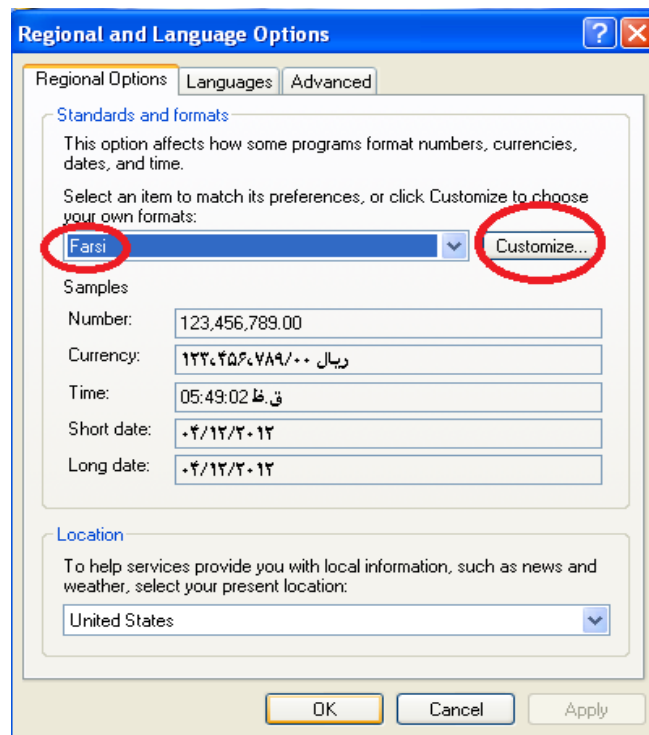 Regional and Language Options
Regional Options
Languages
Advanced
Standards and formats
This option affects how some programs format numbers, currencies,
dates, and time.
Select an item to match its preferences, or click Customize to choose
your own formats:
Farsi
Customize...
Samples
Number:
123,456,789.00
Currency:
ریال ۱۲۳،۴۵۶،۷۸۹/۰۰
Time:
05:49:02 ق.ظ
Short date:
۰۴/۱۲/۲۰۱۲
Long date:
۰۴/۱۲/۲۰۱۲
Location
To help services provide you with local information, such as news and
weather, select your present location:
United States
OK
Cancel
Apply